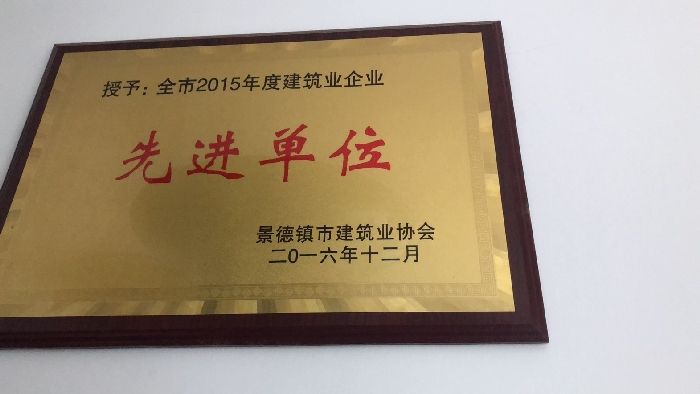 授予：全市2015年度建筑业企业
先进单位
景德镇市建筑业协会
二0一六年十二月